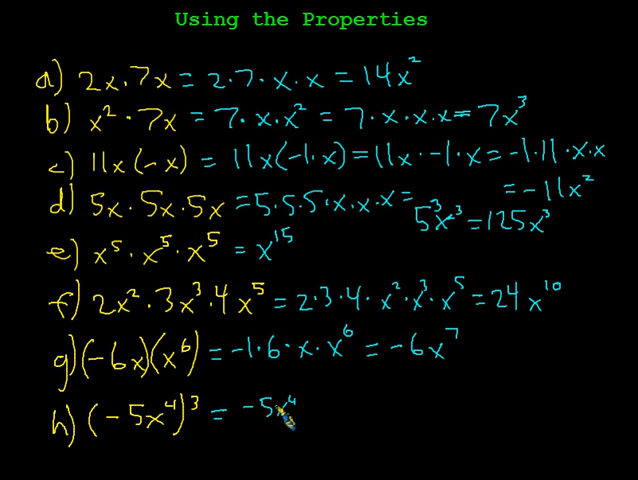 Using the Properties
a) 2x · 7x = 2 · 7 · x · x = 14x²
b) x² · 7x = 7 · x · x² = 7 · x · x · x = 7x³
c) 11x(-x) = 11x(-1 · x) = 11x · -1 · x = -1 · 11 · x · x
= -11x²
d) 5x · 5x · 5x = 5 · 5 · 5 · x · x · x =
5³x³ = 125x³
e) x⁵ · x⁵ · x⁵ = x¹⁵
f) 2x² · 3x³ · 4x⁵ = 2 · 3 · 4 · x² · x³ · x⁵ = 24x¹⁰
g) (-6x)(x⁶) = -1 · 6 · x · x⁶ = -6x⁷
h) (-5x⁴)³ = -5x⁴